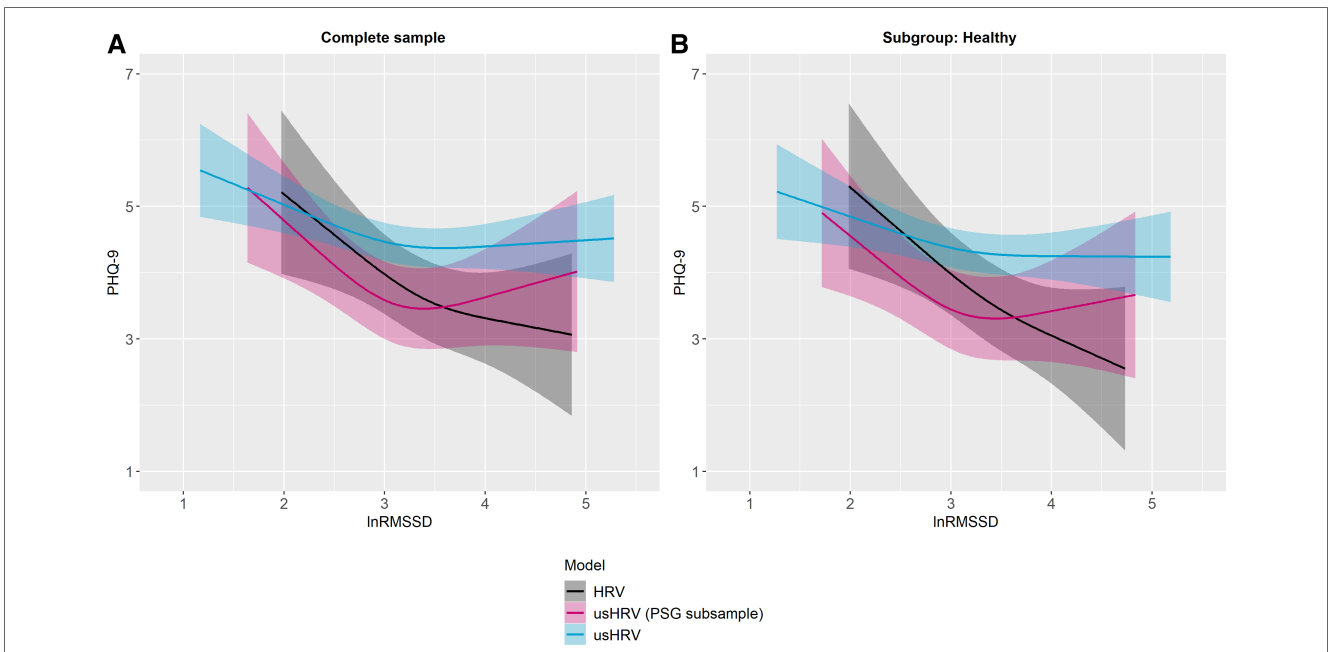 A
Complete sample
7
5
3
1
PHQ-9
1 2 3 4 5
lnRMSSD
B
Subgroup: Healthy
7
5
3
1
PHQ-9
1 2 3 4 5
lnRMSSD
Model
HRV
usHRV (PSG subsample)
usHRV